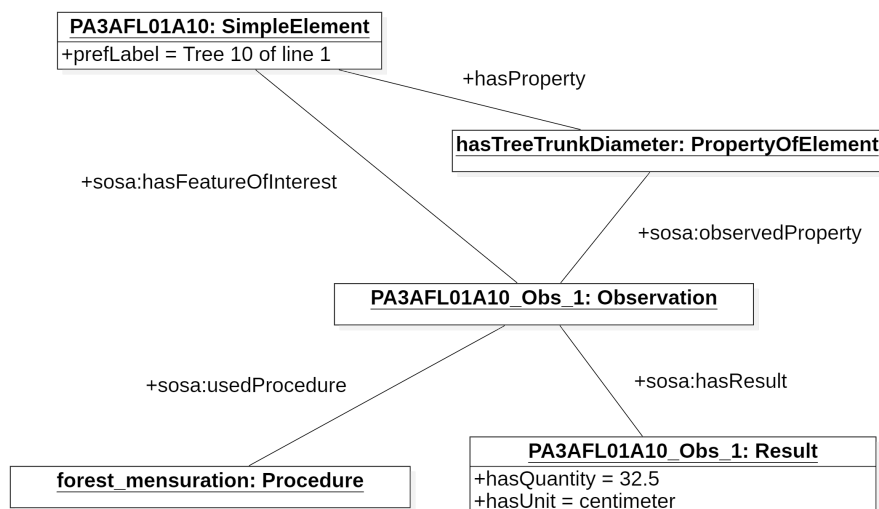 PA3AFL01A10: SimpleElement
+prefLabel = Tree 10 of line 1
+hasProperty
hasTreeTrunkDiameter: PropertyOfElement
+sosa:hasFeatureOfInterest
+sosa:observedProperty
PA3AFL01A10_Obs_1: Observation
+sosa:usedProcedure
+sosa:hasResult
PA3AFL01A10_Obs_1: Result
forest_mensuration: Procedure
+hasQuantity = 32.5
+hasUnit = centimeter